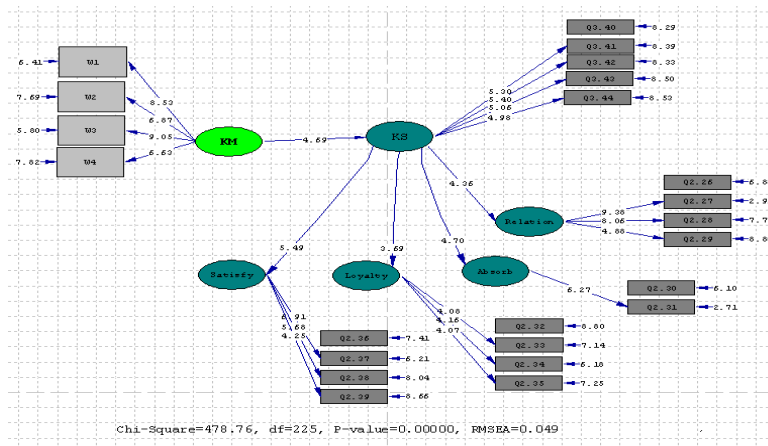 Q3.40 8.29
6.41 W1 Q3.41 8.39
Q3.42 8.33
7.69 W2 5.30 Q3.43 8.50
8.53 5.40
6.87 5.06 Q3.44 8.53
5.80 W3 9.05 4.98
6.63 KM 4.69 KS
7.82 W4
4.36 Q2.26
9.38 Q2.27
Relation 8.06 Q2.28
4.88 Q2.29
5.49 3.69 4.70
Satisfy Loyalty Absorb
6.27 Q2.30 6.10
Q2.31 2.71
6.91 4.08
5.68 4.16 Q2.32 8.80
4.25 4.07 Q2.33 7.14
Q2.36 7.41 Q2.34 6.18
Q2.37 6.21 Q2.35 7.25
Q2.38 8.04
Q2.39 8.66
Chi-Square=478.76, df=225, P-value=0.00000, RMSEA=0.049